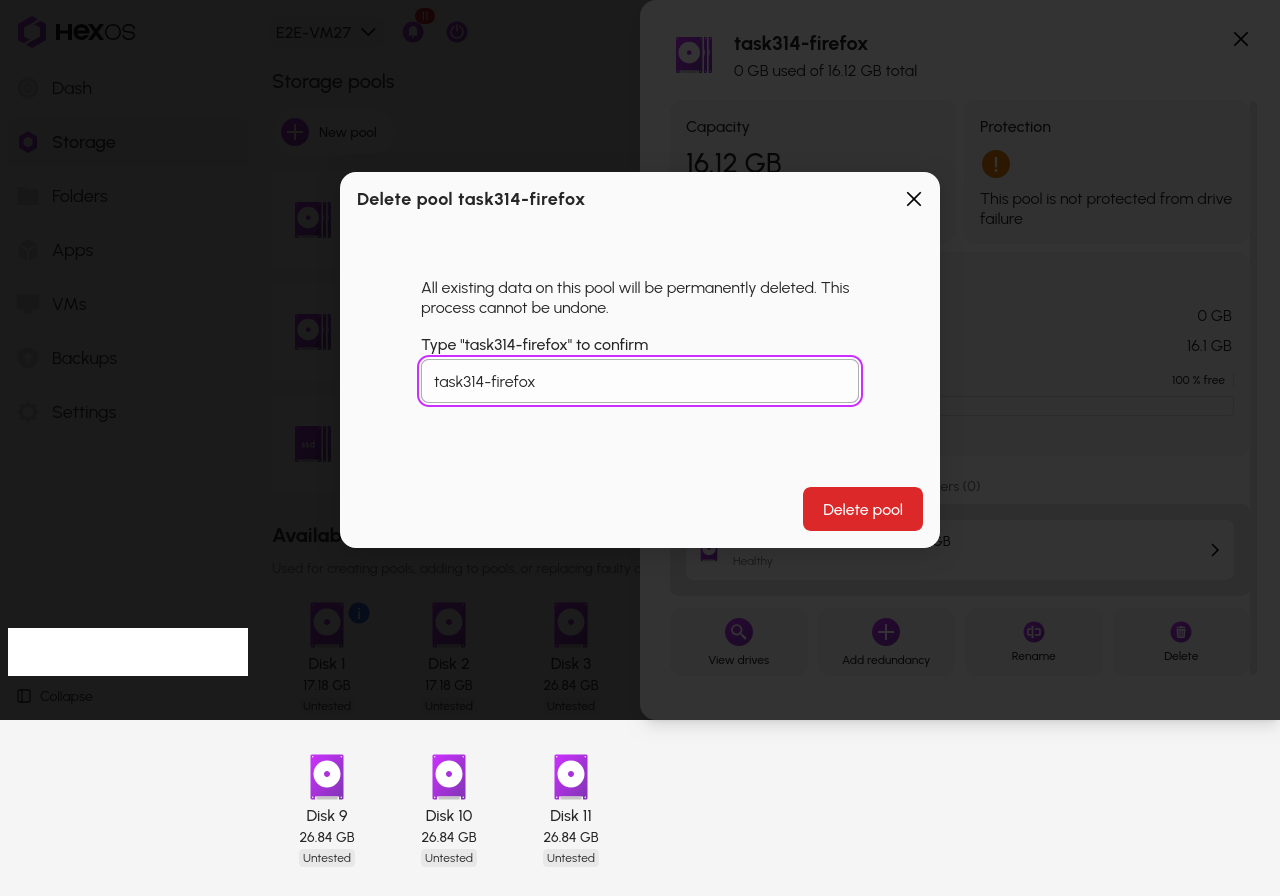 HexOS
E2E-VM27
11
Dash
Storage
Folders
Apps
VMs
Backups
Settings
Collapse
Storage pools
New pool
task314-firefox
0 GB used of 16.12 GB total
Capacity
16.12 GB
Protection
This pool is not protected from drive
failure
0 GB
16.1 GB
100 % free
Delete pool task314-firefox
All existing data on this pool will be permanently deleted. This
process cannot be undone.
Type "task314-firefox" to confirm
task314-firefox
Delete pool
Healthy
View drives
Add redundancy
Rename
Delete
Used for creating pools, adding to pools, or replacing faulty
Disk 1
17.18 GB
Untested
Disk 2
17.18 GB
Untested
Disk 3
26.84 GB
Untested
Disk 9
26.84 GB
Untested
Disk 10
26.84 GB
Untested
Disk 11
26.84 GB
Untested